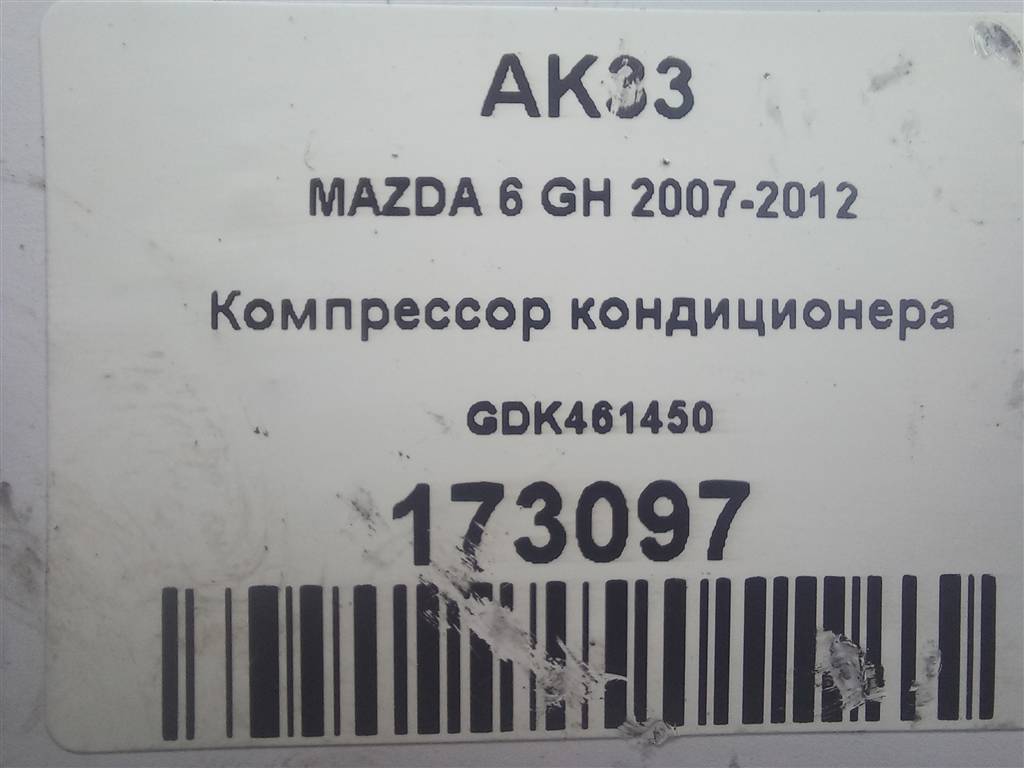 AK33
MAZDA 6 GH 2007-2012
Компрессор кондиционера
GDK461450
173097